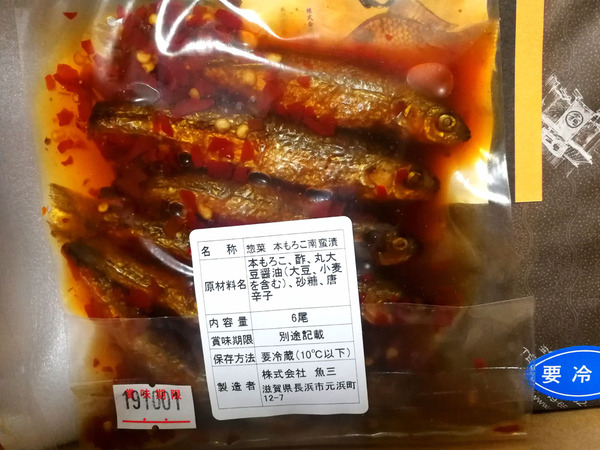 株式
名称 惣菜 本もろこ南蛮漬
原材料名 本もろこ、酢、丸大
豆醤油(大豆、小麦
を含む)、砂糖、唐
辛子
内容量 6尾
賞味期限 別途記載
保存方法 要冷蔵(10℃以下)
製造者 株式会社 魚三
滋賀県長浜市元浜町
12-7
賞味期限
191001
要冷